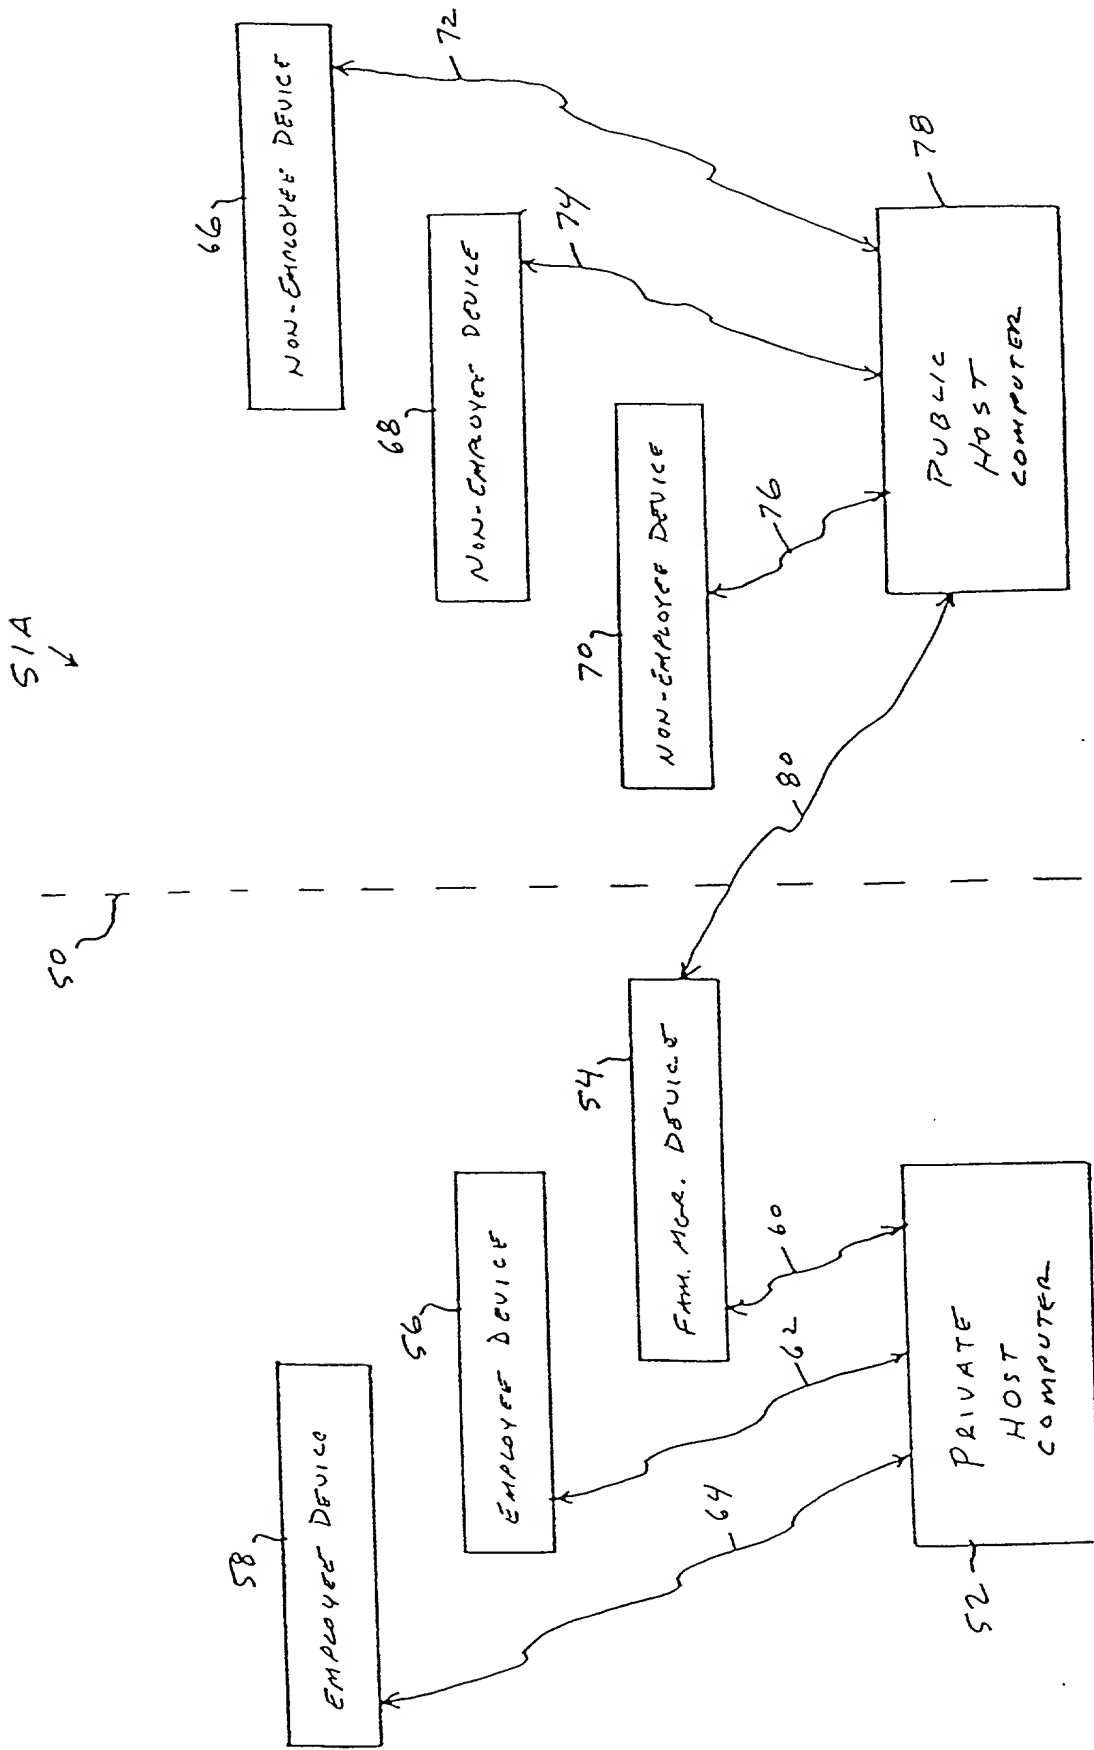 51A
50
58
EMPLOYEE DEVICE
56
EMPLOYEE DEVICE
54
FAM. MGR. DEVICE
64
62
60
52
PRIVATE
HOST
COMPUTER
66
NON-EMPLOYEE DEVICE
68
NON-EMPLOYEE DEVICE
70
NON-EMPLOYEE DEVICE
72
74
76
80
78
PUBLIC
HOST
COMPUTER